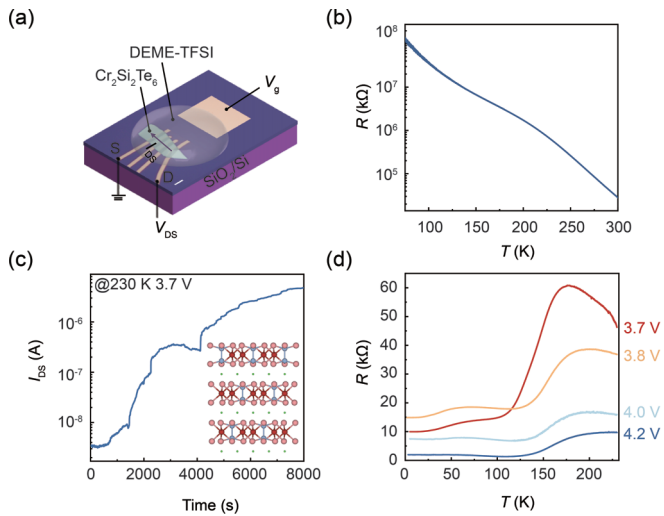 (a)
DEME-TFSI
Cr2Si2Te6
Vg
S
IDS
D
SiO2/Si
VDS
(b)
R (kΩ)
10^8
10^7
10^6
10^5
100 150 200 250 300
T (K)
(c)
@230 K 3.7 V
IDS (A)
10^-6
10^-7
10^-8
0 2000 4000 6000 8000
Time (s)
(d)
R (kΩ)
60
50
40
30
20
10
0
3.7 V
3.8 V
4.0 V
4.2 V
0 50 100 150 200
T (K)